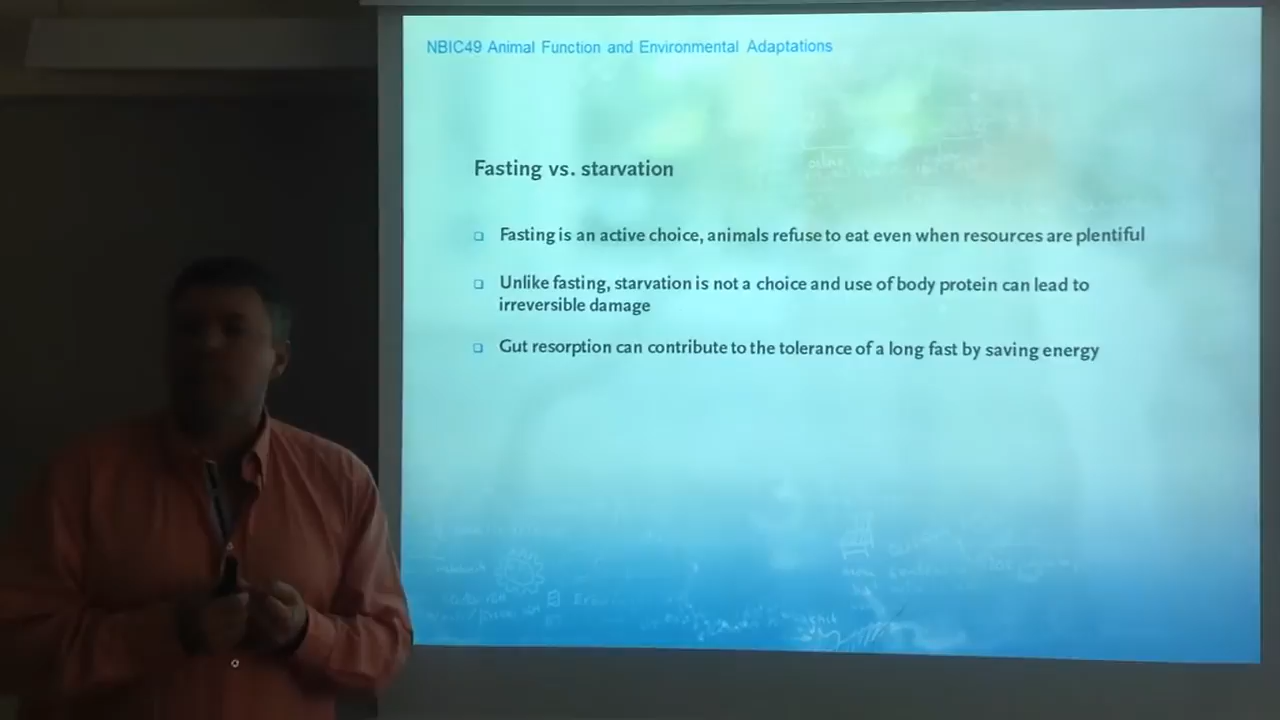 NBIC49 Animal Function and Environmental Adaptations
Fasting vs. starvation
Fasting is an active choice, animals refuse to eat even when resources are plentiful
Unlike fasting, starvation is not a choice and use of body protein can lead to
irreversible damage
Gut resorption can contribute to the tolerance of a long fast by saving energy